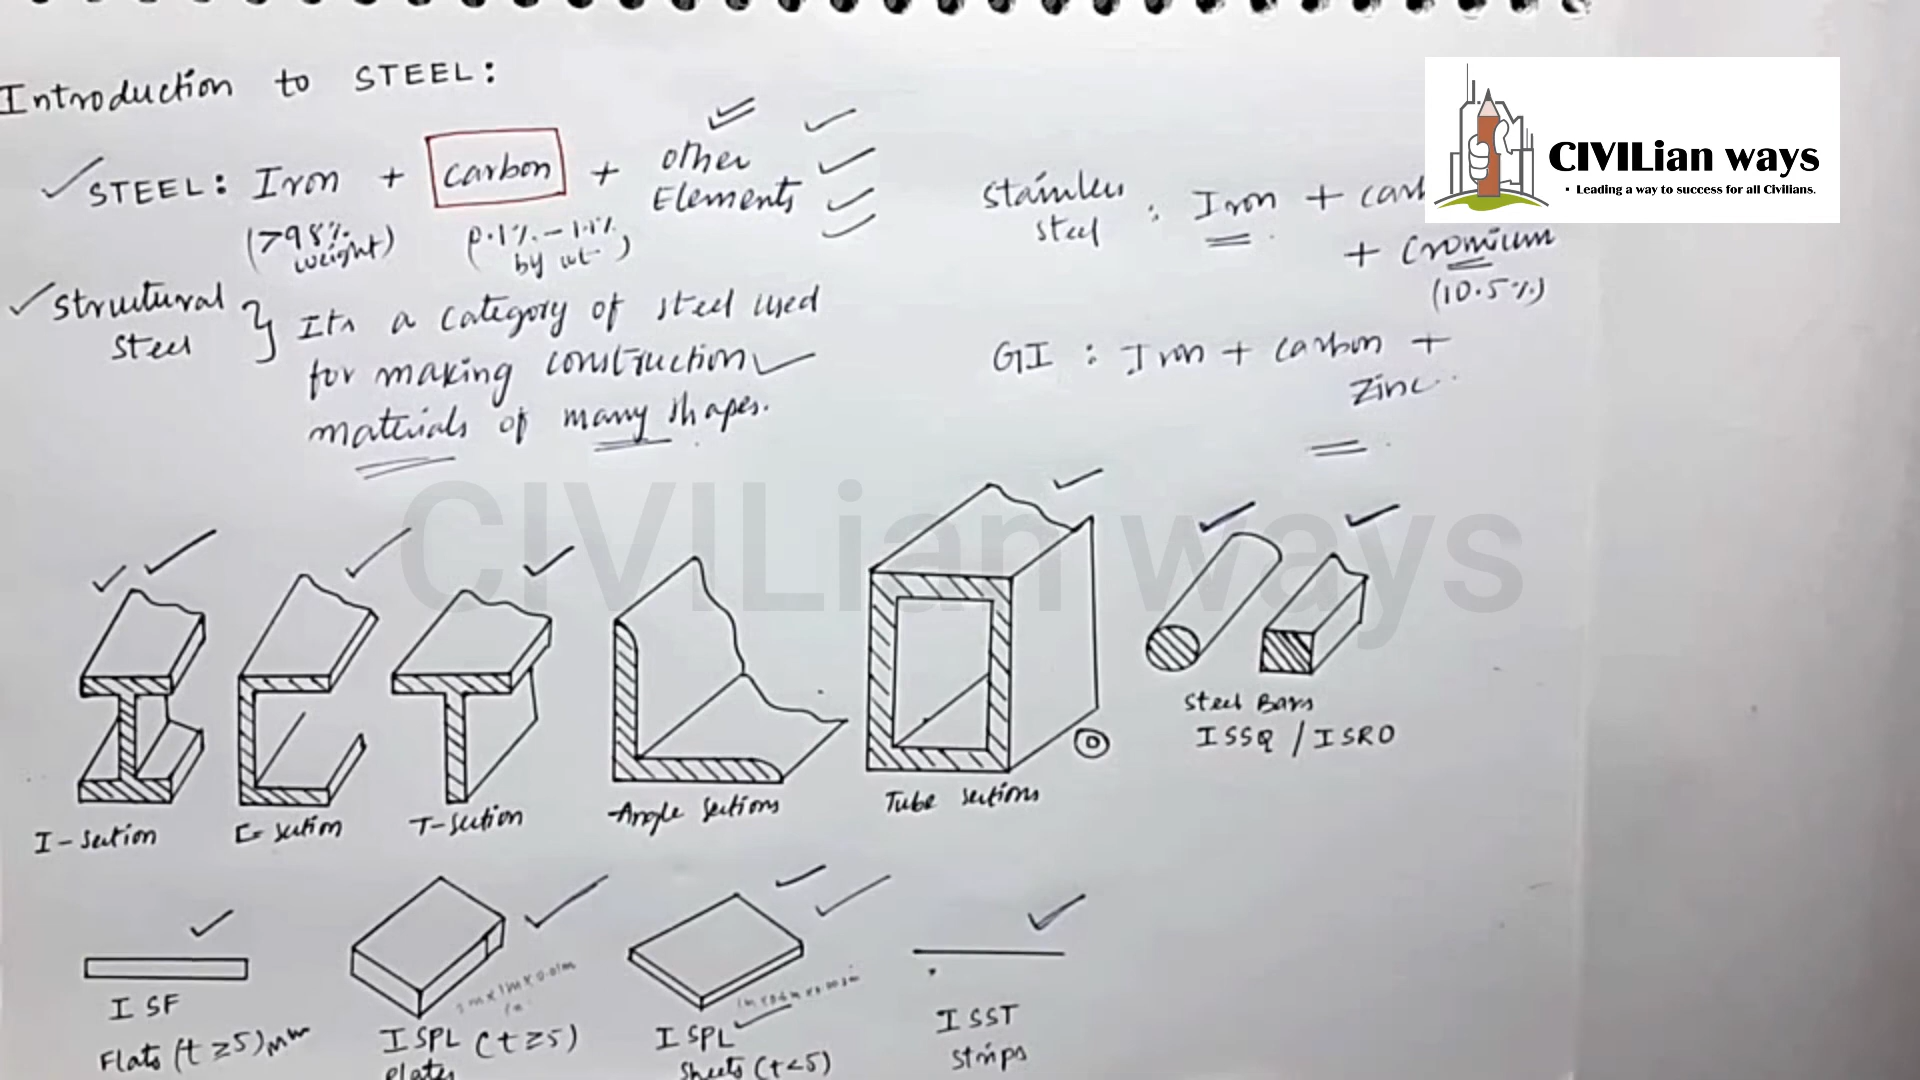 Introduction to STEEL:
STEEL: Iron + carbon + other Elements
(>98% weight) (0.1% - 1.1% by wt.)
Structural steel } Its a category of steel used
for making construction
materials of many shapes.
stainless steel : Iron + car
+ Cromium
(10.5%)
GI : Iron + carbon +
Zinc
CIVILian ways
• Leading a way to success for all Civilians.
CIVILian ways
I-section
C- section
T-section
Angle sections
Tube sections
Steel Bars
ISSQ / ISRO
ISF
Flats (t ≥5)mm
ISPL (t ≥5)
plates
ISPL
sheets (t<5)
ISST
strips